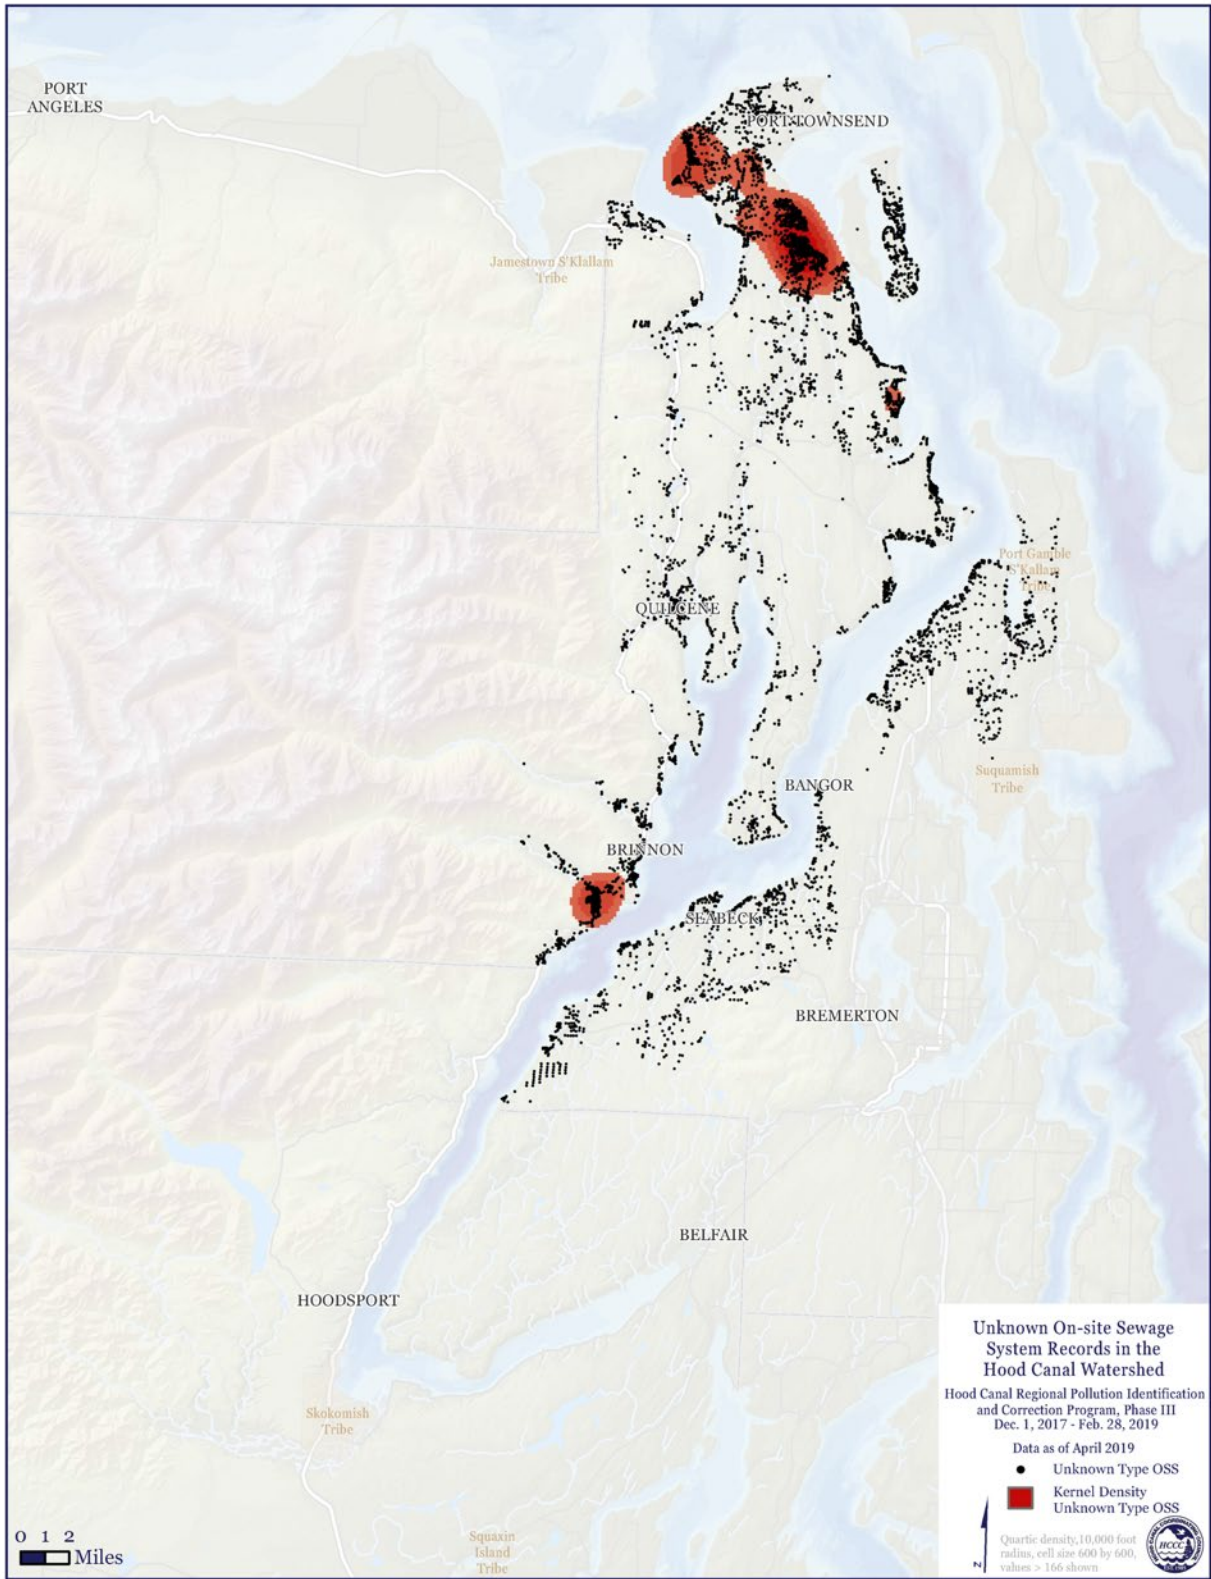 PORT
ANGELES
PORT TOWNSEND
Jamestown S'Klallam
Tribe
Port Gamble
S'Kallam
Tribe
QUILCENE
Suquamish
Tribe
BANGOR
BRINNON
SEABECK
BREMERTON
BELFAIR
HOODSPORT
Skokomish
Tribe
Squaxin
Island
Tribe
0 1 2
Miles
Unknown On-site Sewage
System Records in the
Hood Canal Watershed
Hood Canal Regional Pollution Identification
and Correction Program, Phase III
Dec. 1, 2017 - Feb. 28, 2019
Data as of April 2019
Unknown Type OSS
Kernel Density
Unknown Type OSS
Quartic density,10,000 foot
radius, cell size 600 by 600,
values > 166 shown
N
HCCC